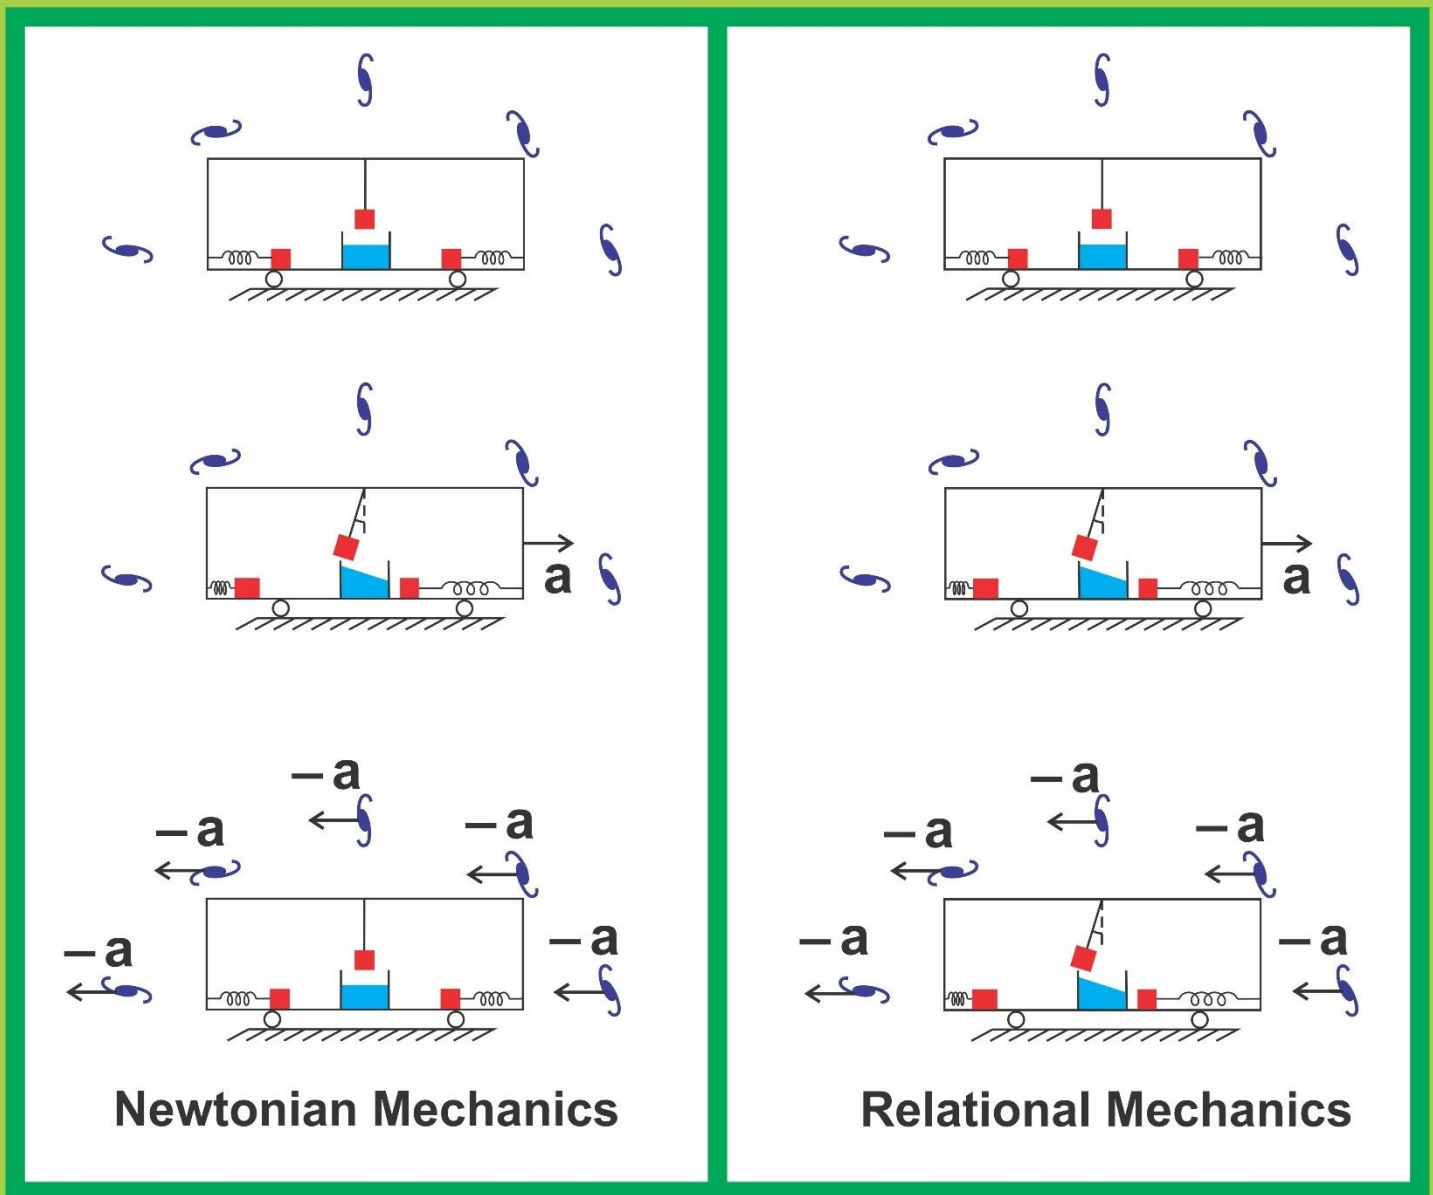 a
a
– a
– a
– a
– a
– a
– a
– a
– a
– a
– a
Newtonian Mechanics
Relational Mechanics